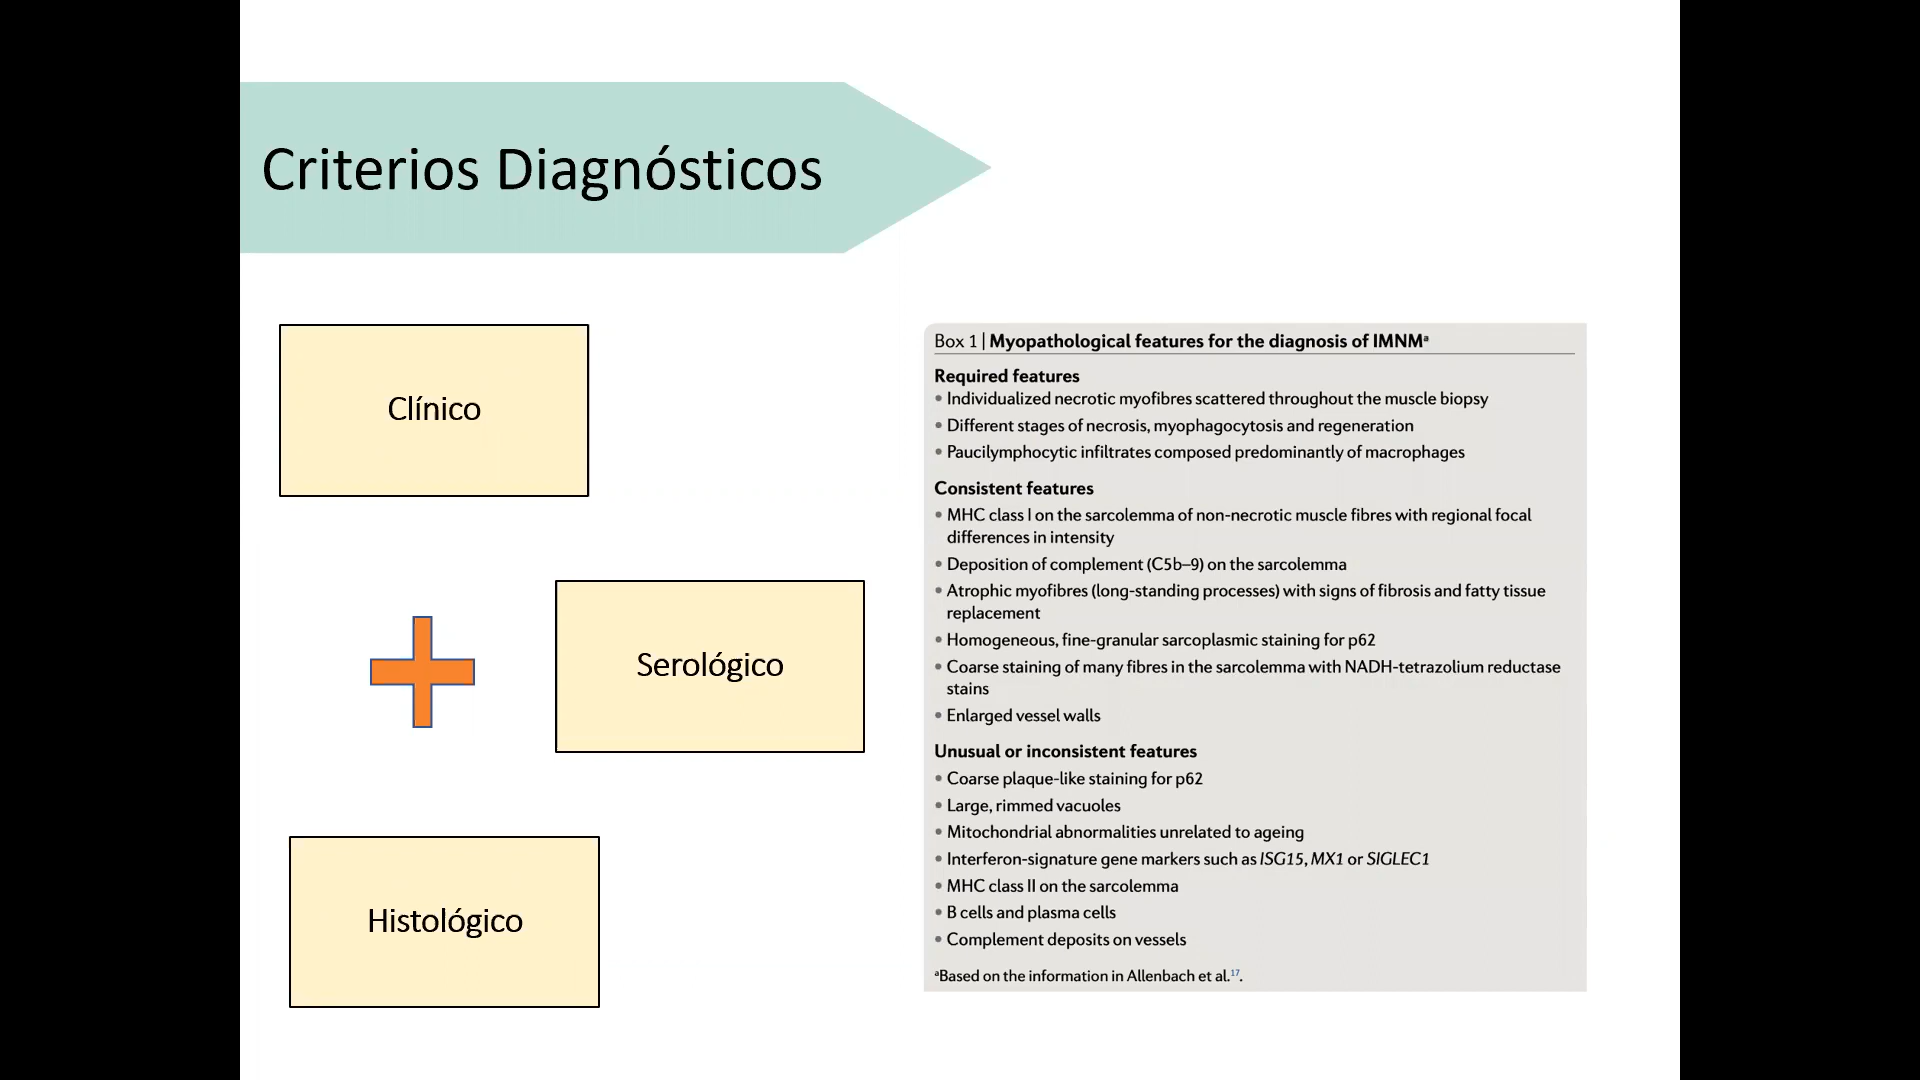 Criterios Diagnósticos
Clínico
Serológico
Histológico
Box 1 | Myopathological features for the diagnosis of IMNMᵃ
Required features
• Individualized necrotic myofibres scattered throughout the muscle biopsy
• Different stages of necrosis, myophagocytosis and regeneration
• Paucilymphocytic infiltrates composed predominantly of macrophages
Consistent features
• MHC class I on the sarcolemma of non-necrotic muscle fibres with regional focal
differences in intensity
• Deposition of complement (C5b–9) on the sarcolemma
• Atrophic myofibres (long-standing processes) with signs of fibrosis and fatty tissue
replacement
• Homogeneous, fine-granular sarcoplasmic staining for p62
• Coarse staining of many fibres in the sarcolemma with NADH-tetrazolium reductase
stains
• Enlarged vessel walls
Unusual or inconsistent features
• Coarse plaque-like staining for p62
• Large, rimmed vacuoles
• Mitochondrial abnormalities unrelated to ageing
• Interferon-signature gene markers such as ISG15, MX1 or SIGLEC1
• MHC class II on the sarcolemma
• B cells and plasma cells
• Complement deposits on vessels
ᵃBased on the information in Allenbach et al.¹⁷.